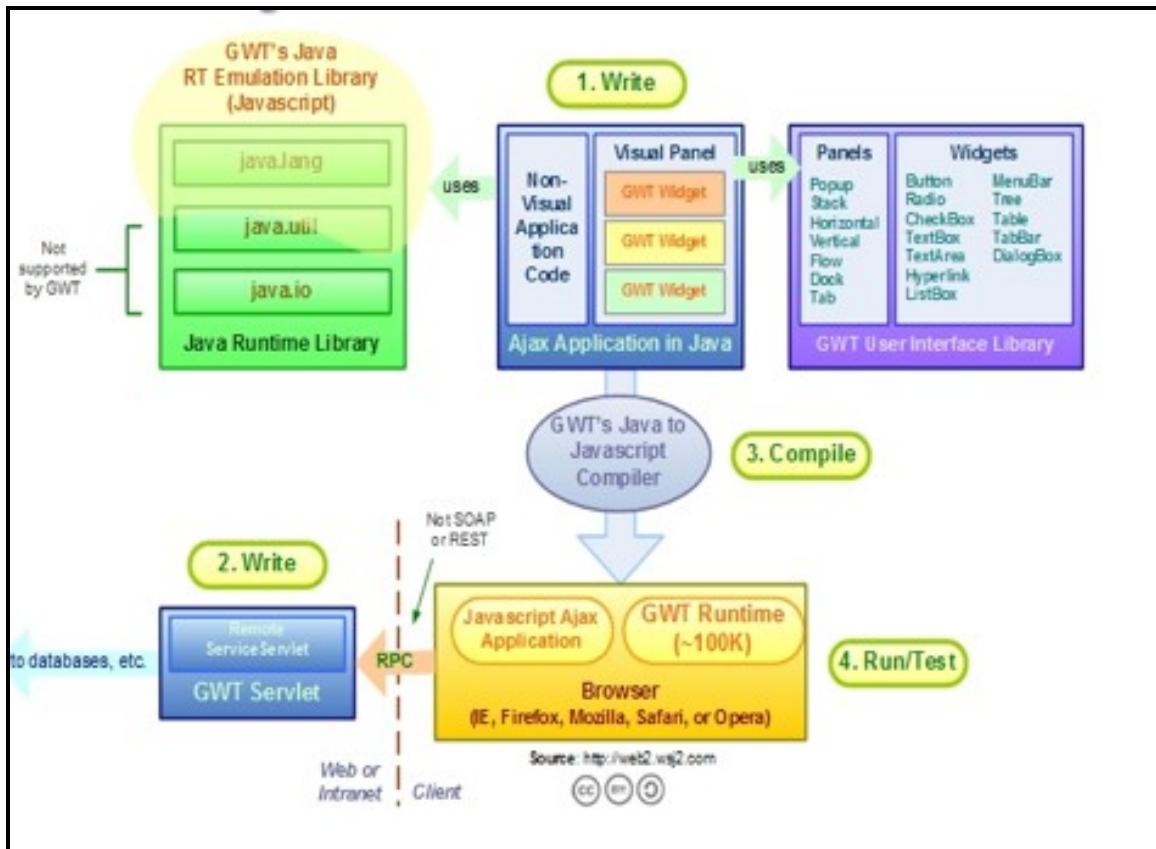 GWT's Java
RT Emulation Library
(Javascript)
java.lang
java.util
java.io
Java Runtime Library
Not
supported
by GWT
uses
1. Write
Non-
Visual
Applica
tion
Code
Visual Panel
GWT Widget
GWT Widget
GWT Widget
Ajax Application in Java
uses
Panels
Popup
Stack
Horizontal
Vertical
Flow
Dock
Tab
Widgets
Button
Radio
CheckBox
TextBox
TextArea
Hyperlink
ListBox
MenuBar
Tree
Table
TabBar
DialogBox
GWT User Interface Library
GWT's Java to
Javascript
Compiler
3. Compile
Not SOAP
or REST
2. Write
Remote
ServiceServlet
GWT Servlet
to databases, etc.
RPC
Javascript Ajax
Application
GWT Runtime
(~100K)
Browser
(IE, Firefox, Mozilla, Safari, or Opera)
4. Run/Test
Source: http://web2.wsj2.com
Web or
Intranet
Client
cc
BY: